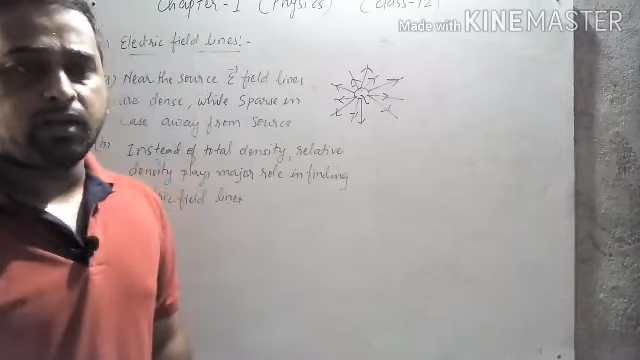 Chapter-1 (Physics) (Class-12)
Made with KINEMASTER
Electric field lines:-
Near the source E field lines
are dense, while sparse in
case away from source
(b) Instead of total density, relative
density plays major role in finding
field lines